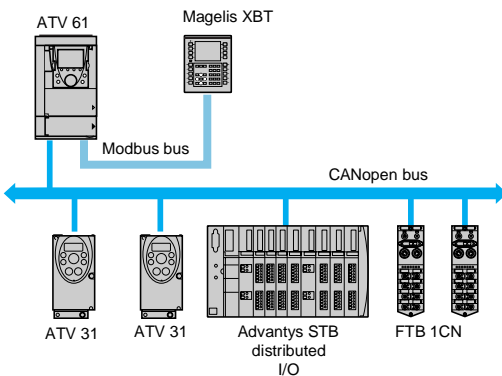 ATV 61
Magelis XBT
Modbus bus
CANopen bus
ATV 31
ATV 31
Advantys STB
distributed
I/O
FTB 1CN